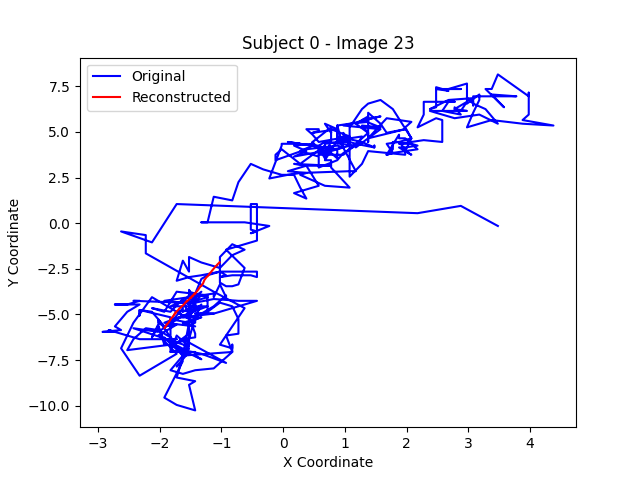 Subject 0 - Image 23
Original
Reconstructed
Y Coordinate
7.5
5.0
2.5
0.0
−2.5
−5.0
−7.5
−10.0
−3 −2 −1 0 1 2 3 4
X Coordinate